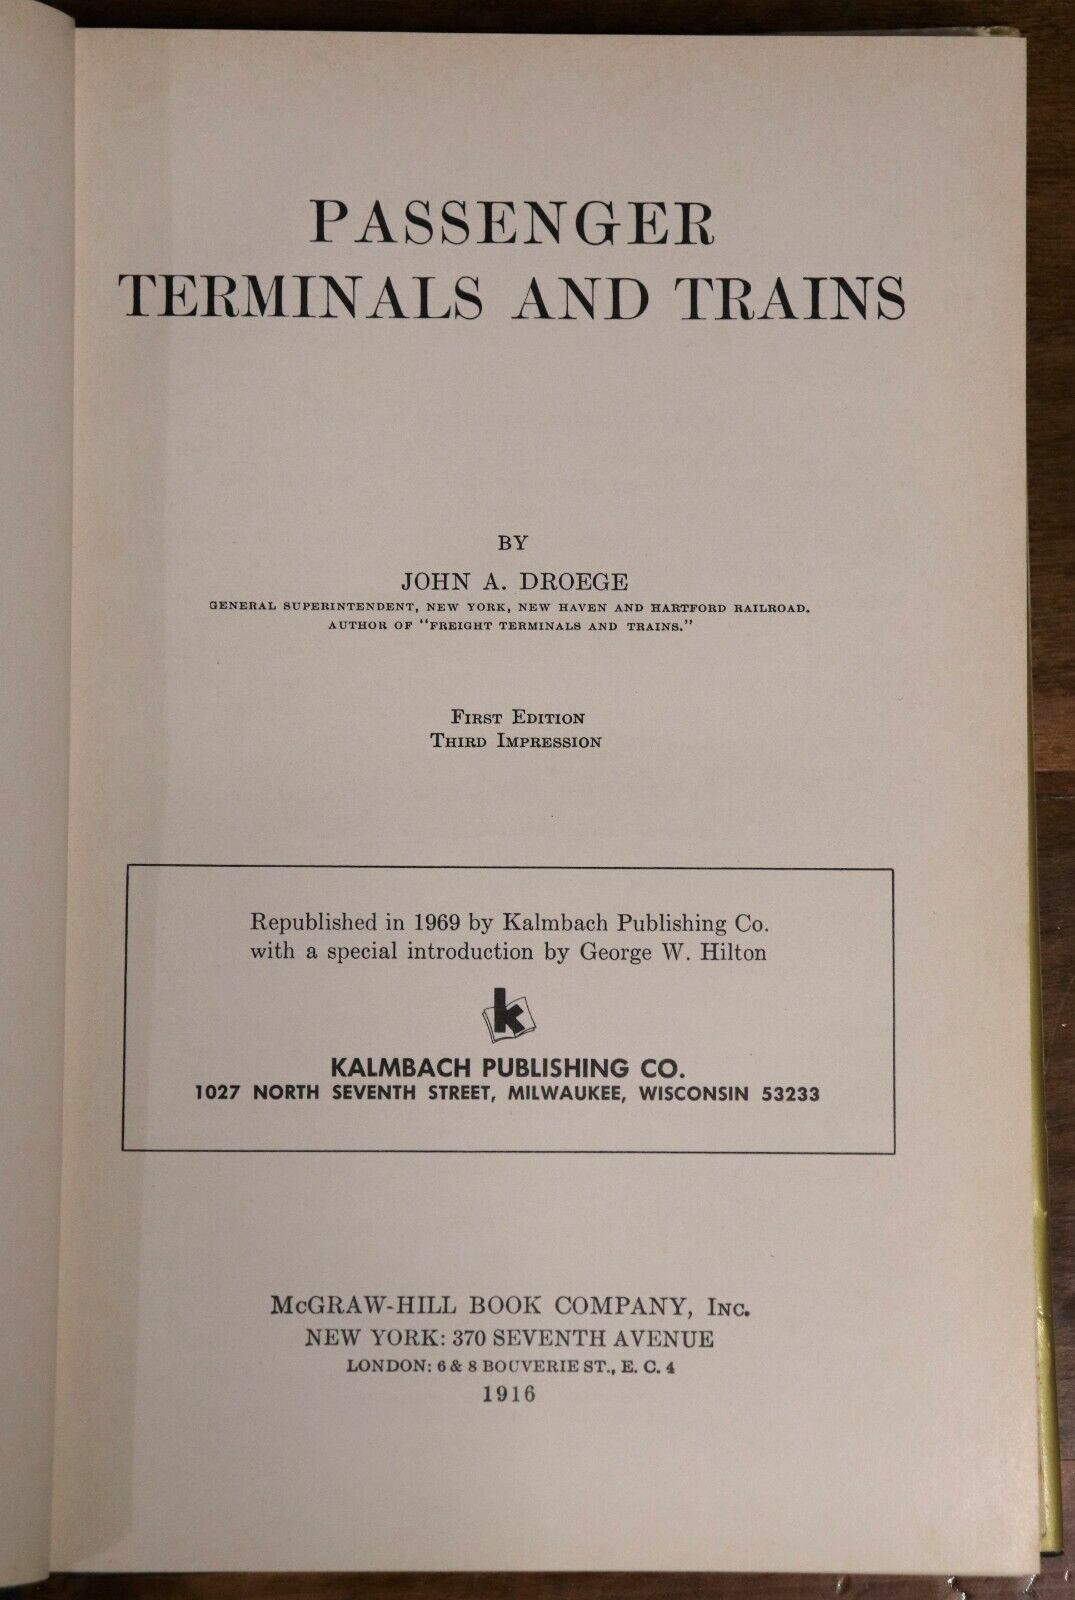 PASSENGER
TERMINALS AND TRAINS
BY
JOHN A. DROEGE
GENERAL SUPERINTENDENT, NEW YORK, NEW HAVEN AND HARTFORD RAILROAD.
AUTHOR OF "FREIGHT TERMINALS AND TRAINS."
FIRST EDITION
THIRD IMPRESSION
Republished in 1969 by Kalmbach Publishing Co.
with a special introduction by George W. Hilton
k
KALMBACH PUBLISHING CO.
1027 NORTH SEVENTH STREET, MILWAUKEE, WISCONSIN 53233
McGRAW-HILL BOOK COMPANY, INC.
NEW YORK: 370 SEVENTH AVENUE
LONDON: 6 & 8 BOUVERIE ST., E. C. 4
1916